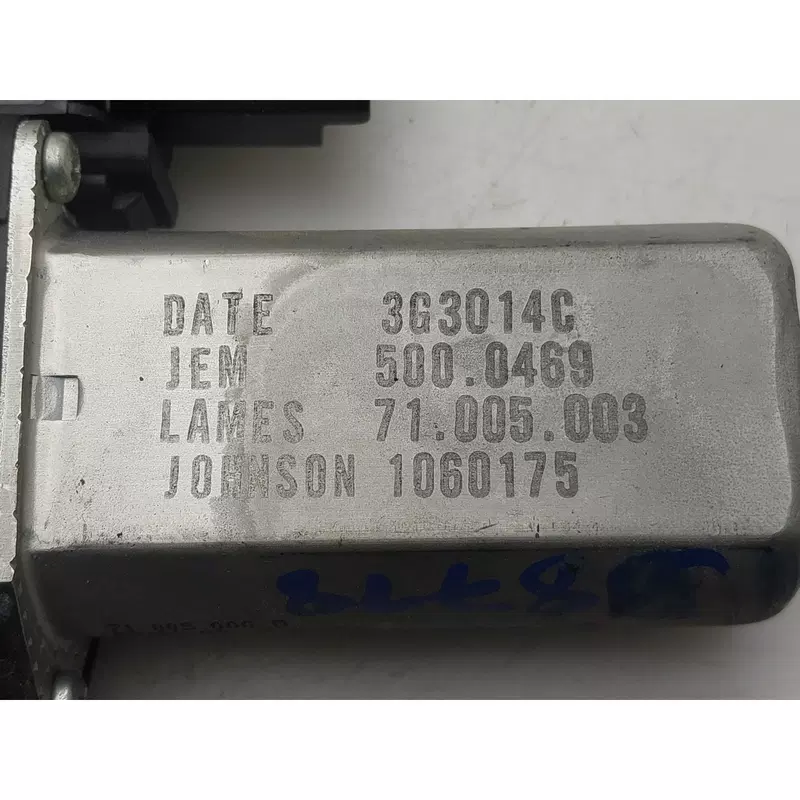 DATE 3G3014C
JEM 500.0469
LAMES 71.005.003
JOHNSON 1060175